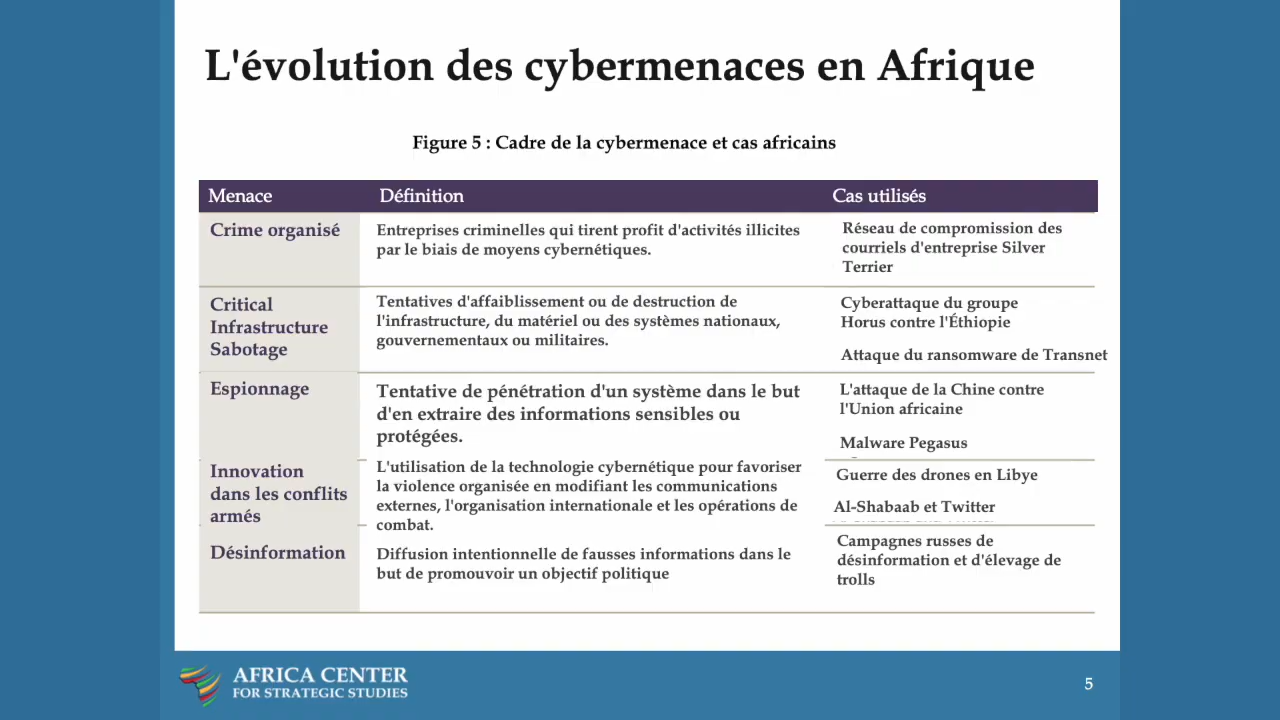 L'évolution des cybermenaces en Afrique
Figure 5 : Cadre de la cybermenace et cas africains
Menace
Définition
Cas utilisés
Crime organisé
Entreprises criminelles qui tirent profit d'activités illicites
par le biais de moyens cybernétiques.
Réseau de compromission des
courriels d'entreprise Silver
Terrier
Critical
Infrastructure
Sabotage
Tentatives d'affaiblissement ou de destruction de
l'infrastructure, du matériel ou des systèmes nationaux,
gouvernementaux ou militaires.
Cyberattaque du groupe
Horus contre l'Éthiopie
Attaque du ransomware de Transnet
Espionnage
Tentative de pénétration d'un système dans le but
d'en extraire des informations sensibles ou
protégées.
L'attaque de la Chine contre
l'Union africaine
Malware Pegasus
Innovation
dans les conflits
armés
L'utilisation de la technologie cybernétique pour favoriser
la violence organisée en modifiant les communications
externes, l'organisation internationale et les opérations de
combat.
Guerre des drones en Libye
Al-Shabaab et Twitter
Désinformation
Diffusion intentionnelle de fausses informations dans le
but de promouvoir un objectif politique
Campagnes russes de
désinformation et d'élevage de
trolls
AFRICA CENTER
FOR STRATEGIC STUDIES
5